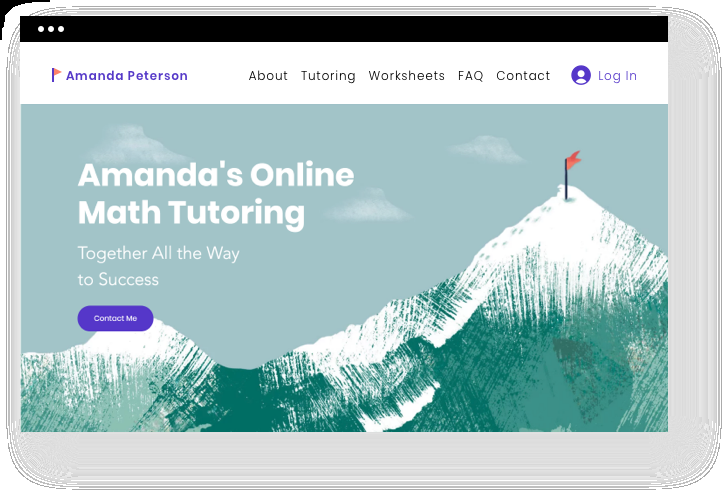 Amanda Peterson
About Tutoring Worksheets FAQ Contact Log In
Amanda's Online
Math Tutoring
Together All the Way
to Success
Contact Me